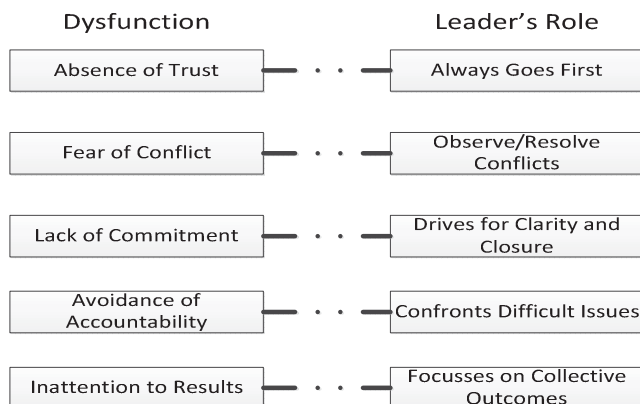 Dysfunction
Leader's Role
Absence of Trust
Always Goes First
Fear of Conflict
Observe/Resolve
Conflicts
Lack of Commitment
Drives for Clarity and
Closure
Avoidance of
Accountability
Confronts Difficult Issues
Inattention to Results
Focusses on Collective
Outcomes